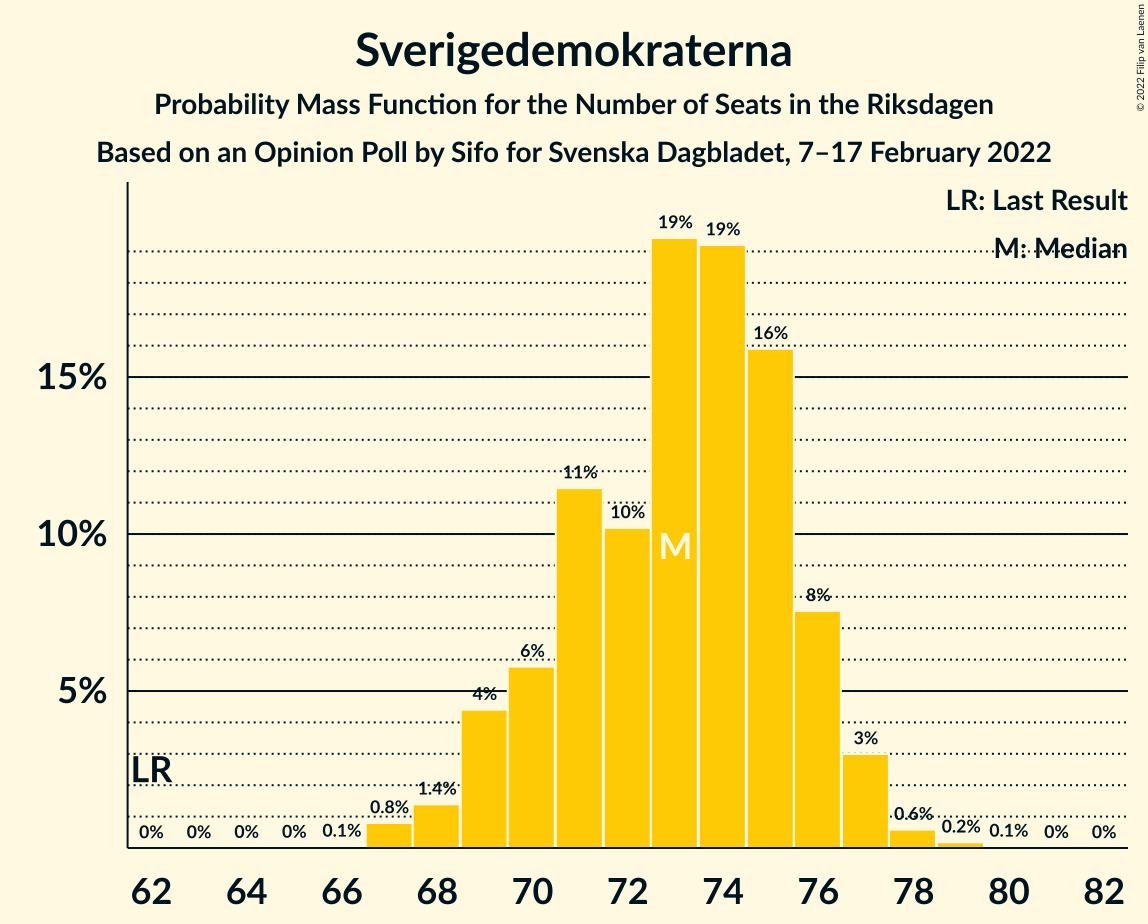 Sverigedemokraterna
Probability Mass Function for the Number of Seats in the Riksdagen
Based on an Opinion Poll by Sifo for Svenska Dagbladet, 7–17 February 2022
© 2022 Filip van Laenen
LR: Last Result
M: Median
15%
10%
5%
LR
M
0% 0% 0% 0% 0.1% 0.8% 1.4% 4% 6% 11% 10% 19% 19% 16% 8% 3% 0.6% 0.2% 0.1% 0% 0%
62 64 66 68 70 72 74 76 78 80 82